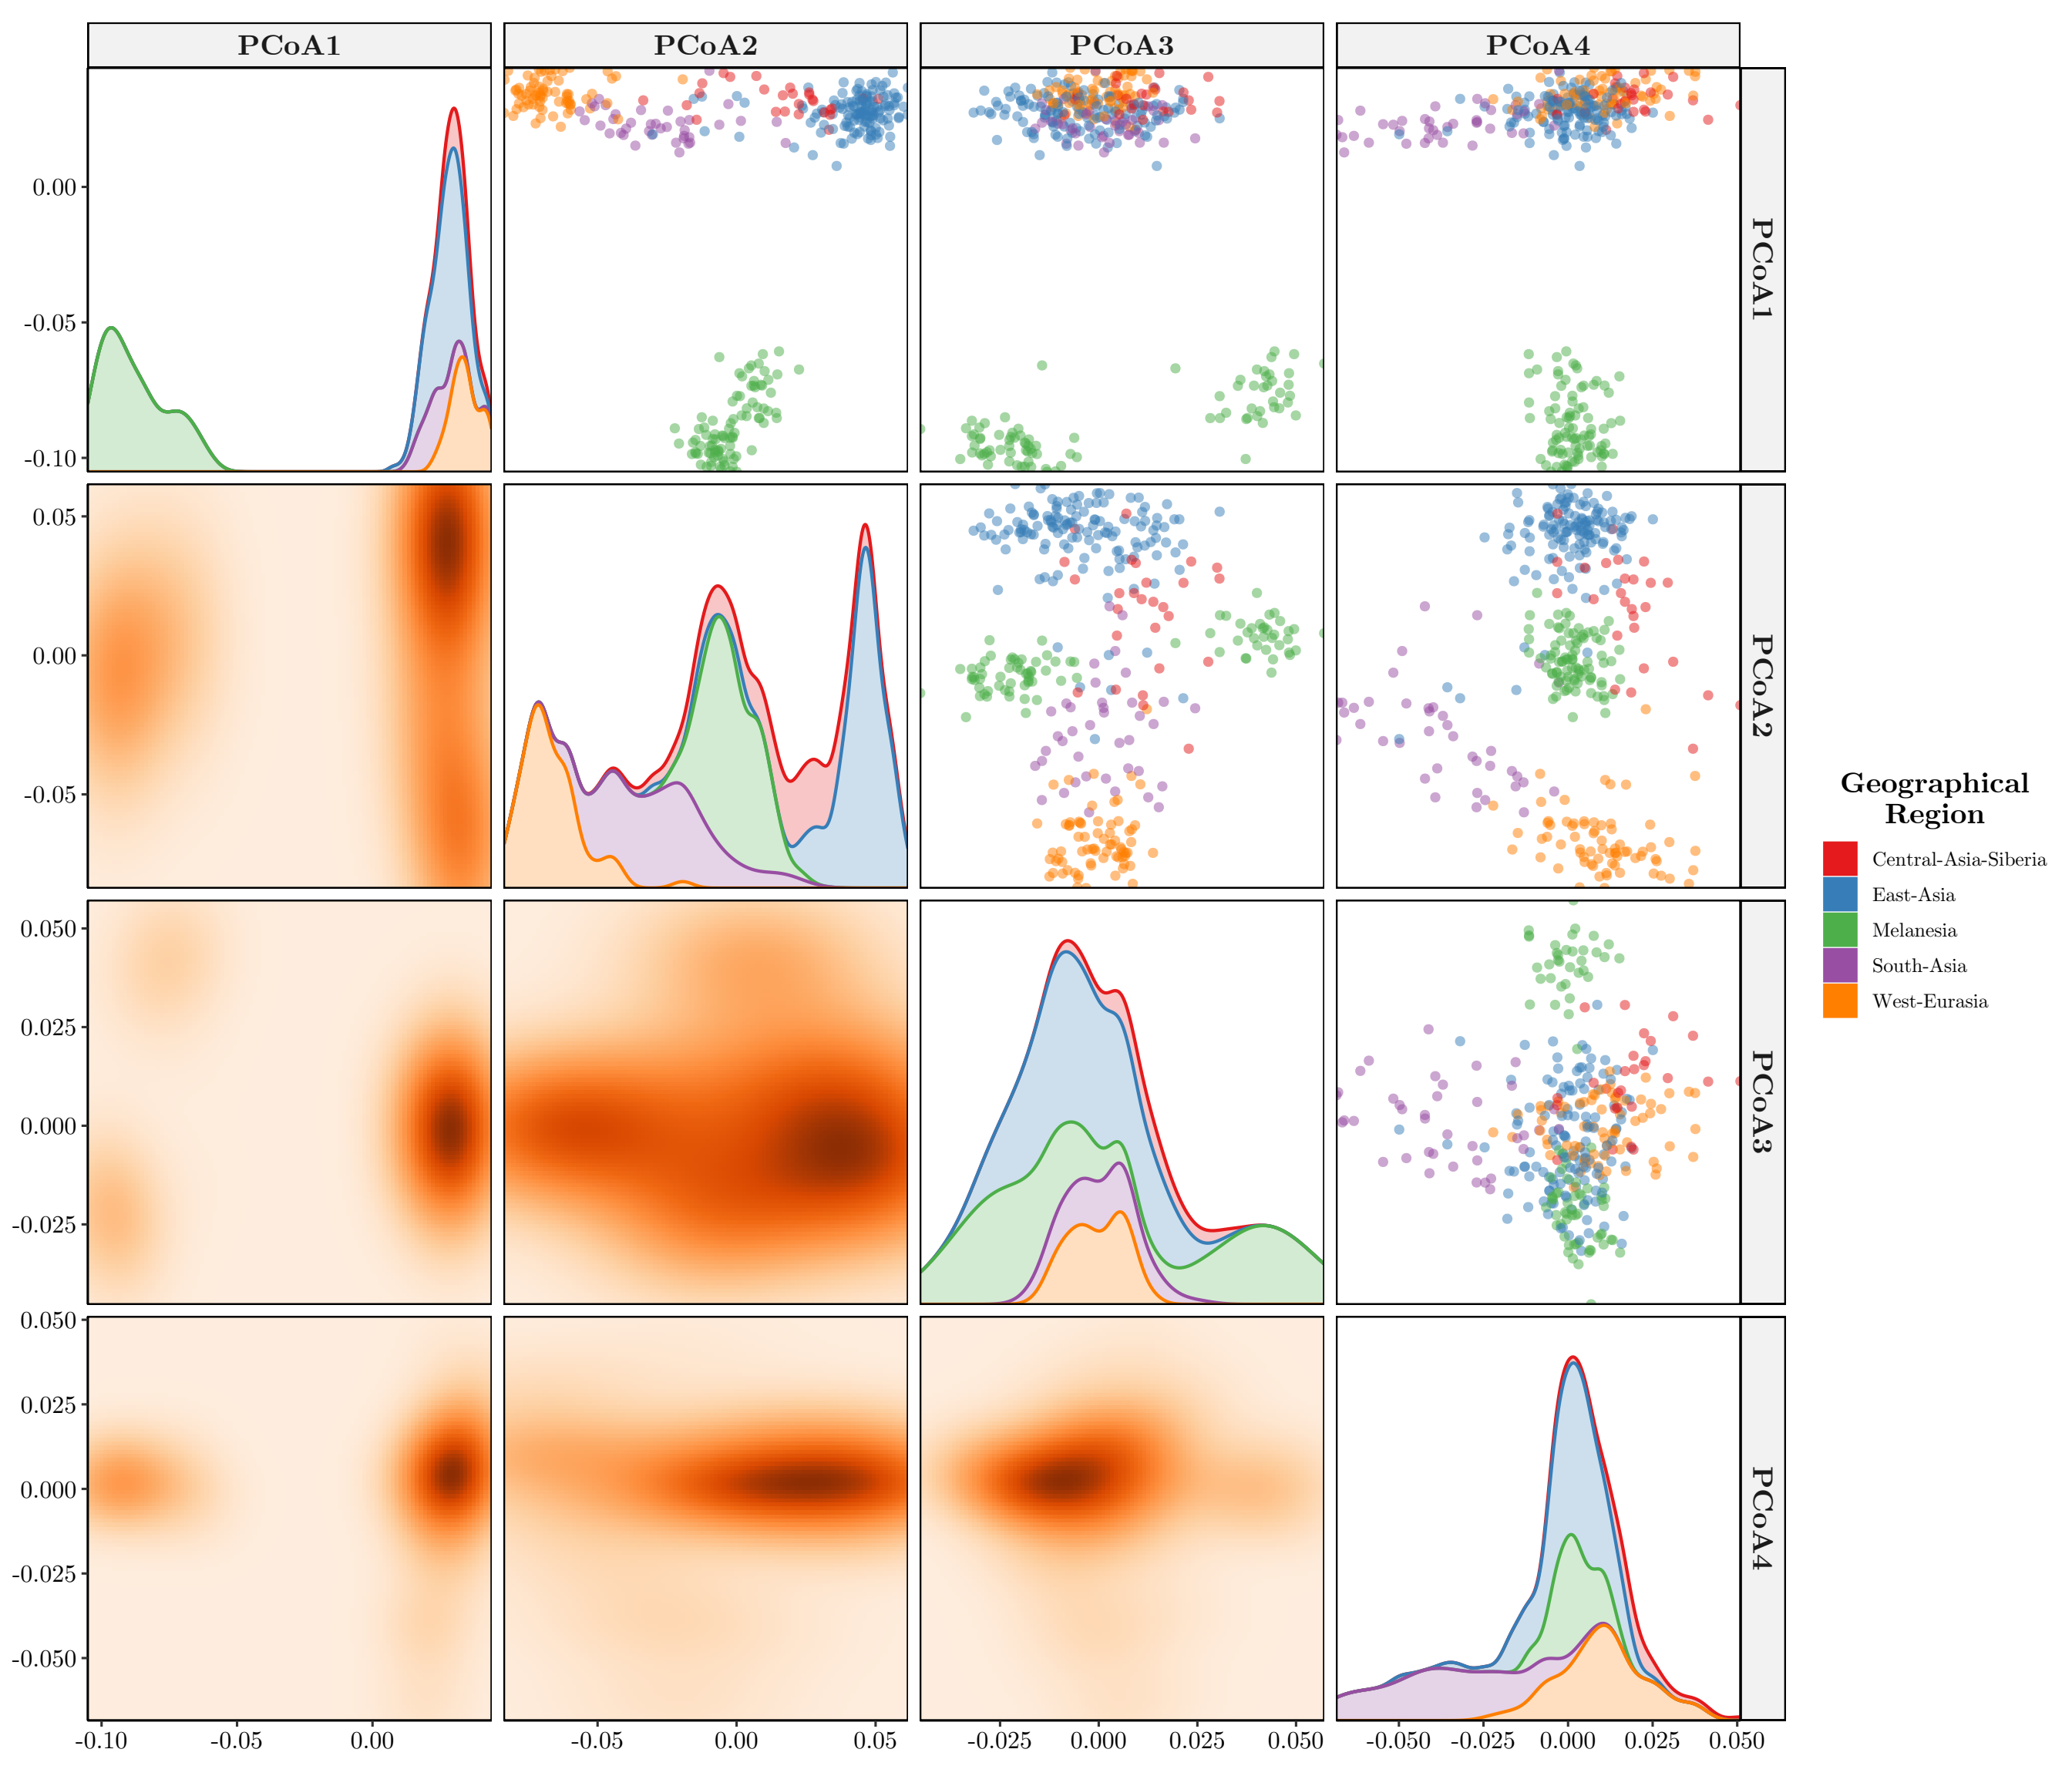 PCoA1 PCoA2 PCoA3 PCoA4
0.00
-0.05
-0.10
PCoA1
0.05
0.00
-0.05
PCoA2
Geographical
Region
Central-Asia-Siberia
East-Asia
Melanesia
South-Asia
West-Eurasia
0.050
0.025
0.000
-0.025
PCoA3
0.050
0.025
0.000
-0.025
-0.050
PCoA4
-0.10 -0.05 0.00 -0.05 0.00 0.05 -0.025 0.000 0.025 0.050 -0.050 -0.025 0.000 0.025 0.050